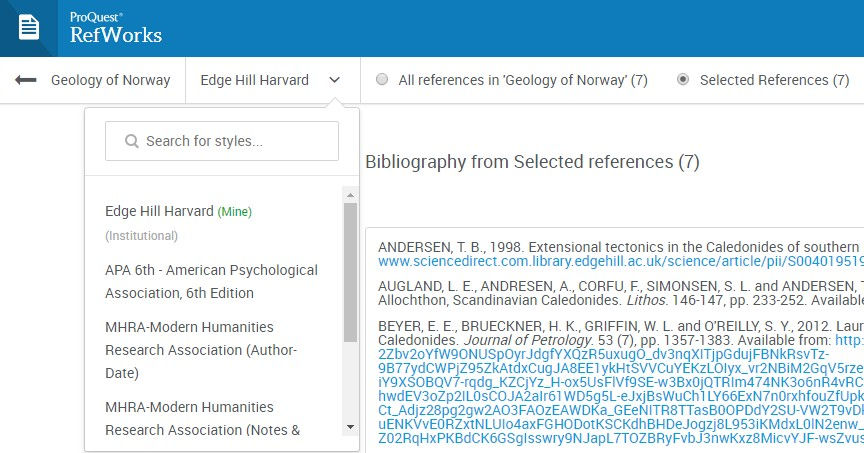 ProQuest®
RefWorks
Geology of Norway
Edge Hill Harvard
All references in 'Geology of Norway' (7)
Selected References (7)
Search for styles...
Edge Hill Harvard (Mine)
(Institutional)
APA 6th - American Psychological
Association, 6th Edition
MHRA-Modern Humanities
Research Association (Author-
Date)
MHRA-Modern Humanities
Research Association (Notes &
Bibliography from Selected references (7)
ANDERSEN, T. B., 1998. Extensional tectonics in the Caledonides of southern
www.sciencedirect.com.library.edgehill.ac.uk/science/article/pii/S004019519
AUGLAND, L. E., ANDRESEN, A., CORFU, F., SIMONSEN, S. L. and ANDERSEN, T
Allochthon, Scandinavian Caledonides. Lithos. 146-147, pp. 233-252. Available
BEYER, E. E., BRUECKNER, H. K., GRIFFIN, W. L. and O'REILLY, S. Y., 2012. Laur
Caledonides. Journal of Petrology. 53 (7), pp. 1357-1383. Available from: http:
2Zbv2oYfW9ONUSpOyrJdgfYXQzR5uxugO_dv3nqXITjpGdujFBNkRsvTz-
9B77ydCWPjZ95ZkAtdxCugJA8EE1ykHtSVVCuYEKzLOIyx_vr2NBiM2GqV5rze
iY9XSOBQV7-rqdg_KZCjYz_H-ox5UsFlVf9SE-w3Bx0jQTRIm474NK3o6nR4vRC
hwdEV3oZp2IL0sCOJA2aIr61WD5g5L-eJxjBsWuCh1LY66ExN7n0rxhfouZfUpk
Ct_Adjz28pg2gw2AO3FAOzEAWDKa_GEeNITR8TTasB0OPDdY2SU-VW2T9vDk
uENKVvE0RZxtNLUIo4axFGHODotKSCKdhBHDeJogzj8L953iKMdxL0lN2enw_
Z02RqHxPKBdCK6GSgIsswry9NJapL7TOZBRyFvbJ3nwKxz8MicvYJF-wsZvus